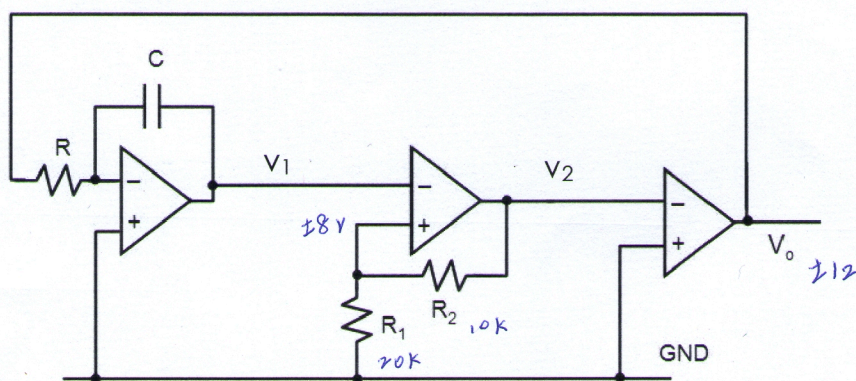 C
R
V1
V2
−
+
−
+
−
+
±8V
Vo
±12
R2 10K
R1
20K
GND